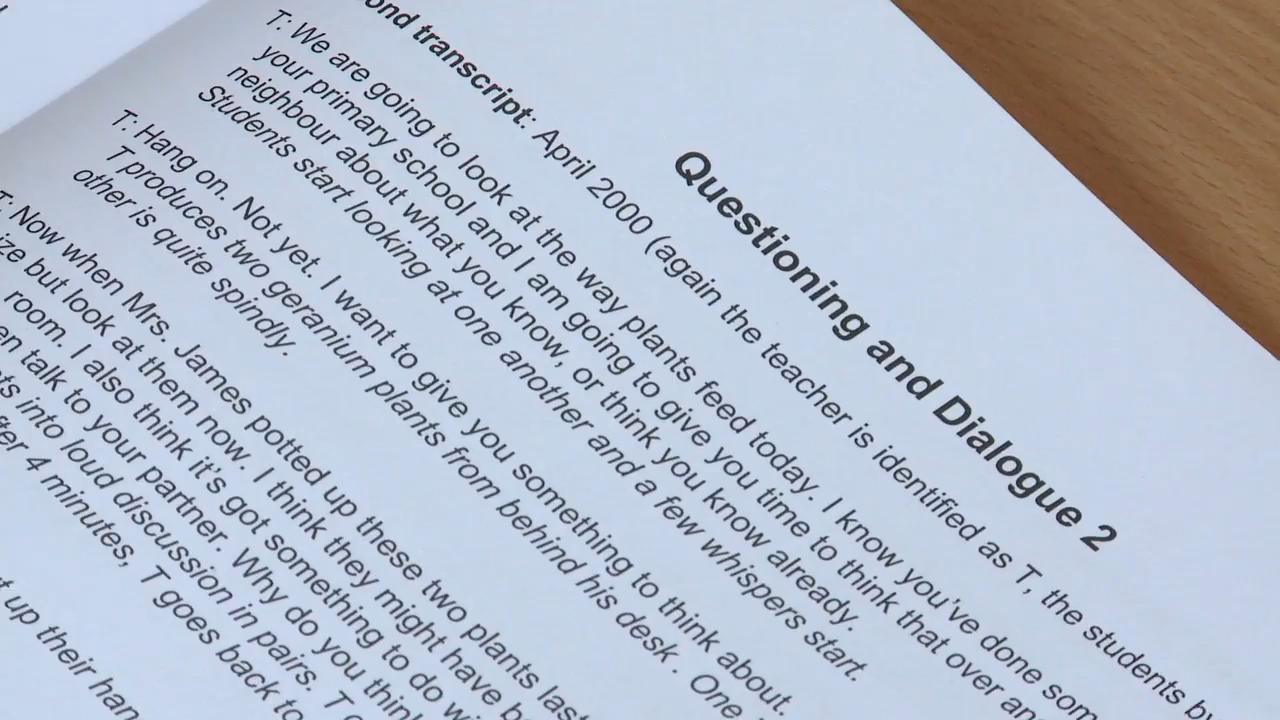 Questioning and Dialogue 2
transcript: April 2000 (again the teacher is identified as T, the students by
T: We are going to look at the way plants feed today. I know you've done som
your primary school and I am going to give you time to think that over an
neighbour about what you know, or think you know already.
Students start looking at one another and a few whispers start.
T: Hang on. Not yet. I want to give you something to think about.
T produces two geranium plants from behind his desk. One
other is quite spindly.
T: Now when Mrs. James potted up these two plants last
but look at them now. I think they might have
room. I also think it's got something to do
talk to your partner. Why do you think
into loud discussion in pairs. T
4 minutes, T goes back to
up their han